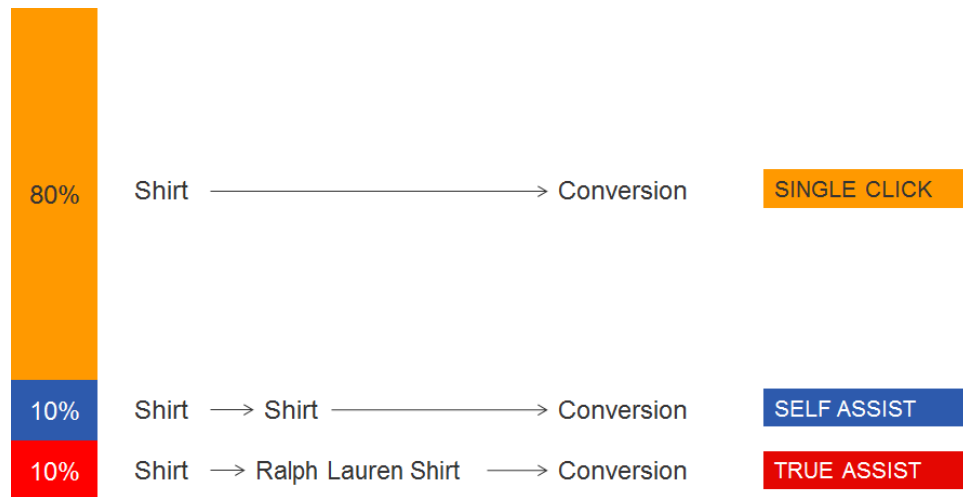 80% Shirt Conversion SINGLE CLICK
10% Shirt Shirt Conversion SELF ASSIST
10% Shirt Ralph Lauren Shirt Conversion TRUE ASSIST